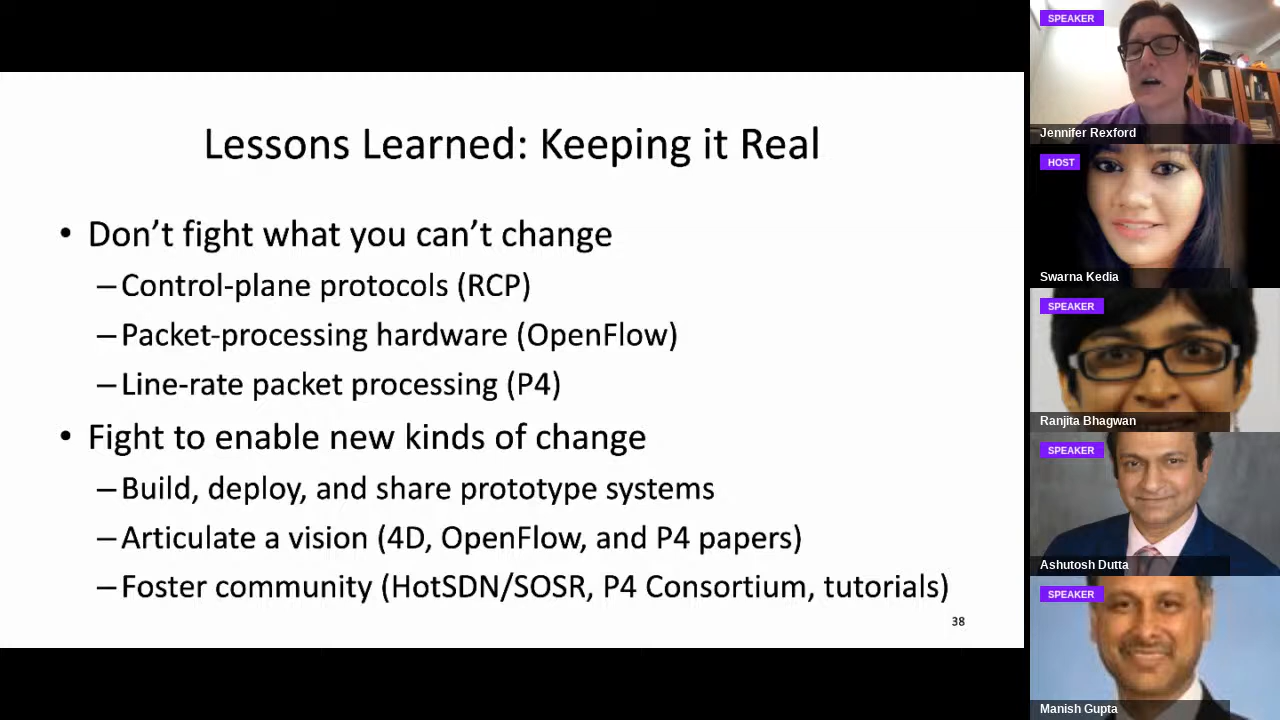 Lessons Learned: Keeping it Real
• Don't fight what you can't change
–Control-plane protocols (RCP)
–Packet-processing hardware (OpenFlow)
–Line-rate packet processing (P4)
• Fight to enable new kinds of change
–Build, deploy, and share prototype systems
–Articulate a vision (4D, OpenFlow, and P4 papers)
–Foster community (HotSDN/SOSR, P4 Consortium, tutorials)
38
SPEAKER
Jennifer Rexford
HOST
Swarna Kedia
SPEAKER
Ranjita Bhagwan
SPEAKER
Ashutosh Dutta
SPEAKER
Manish Gupta